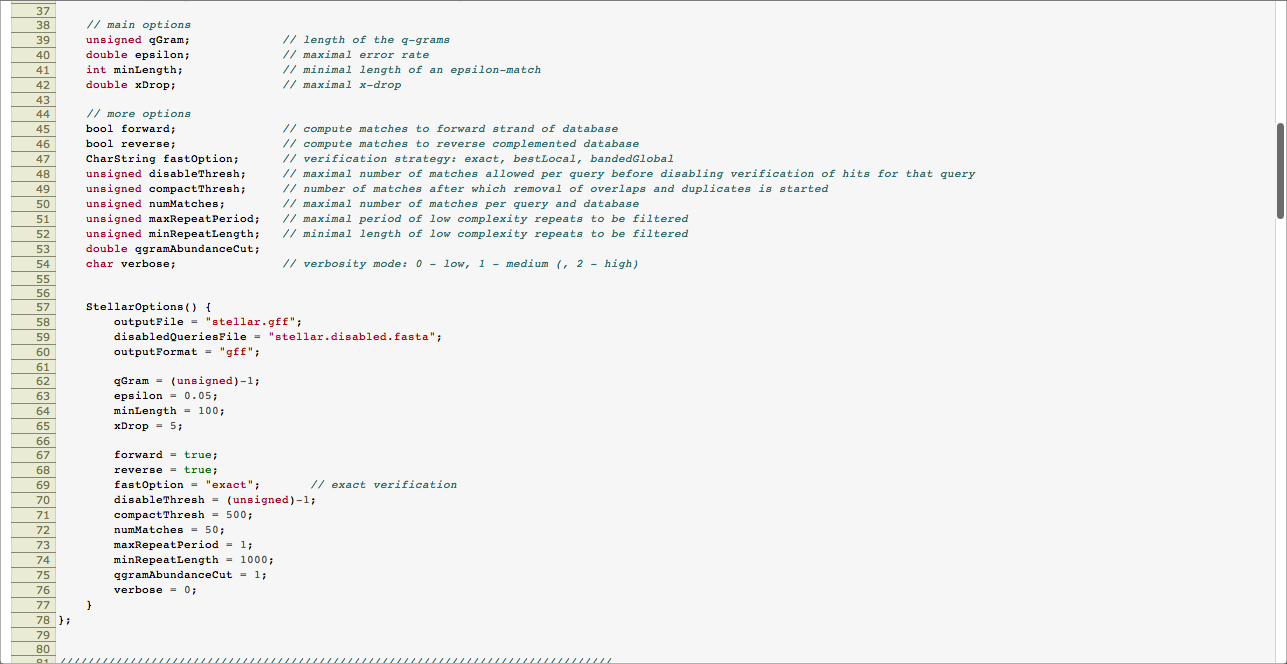 37
38 // main options
39 unsigned qGram; // length of the q-grams
40 double epsilon; // maximal error rate
41 int minLength; // minimal length of an epsilon-match
42 double xDrop; // maximal x-drop
43
44 // more options
45 bool forward; // compute matches to forward strand of database
46 bool reverse; // compute matches to reverse complemented database
47 CharString fastOption; // verification strategy: exact, bestLocal, bandedGlobal
48 unsigned disableThresh; // maximal number of matches allowed per query before disabling verification of hits for that query
49 unsigned compactThresh; // number of matches after which removal of overlaps and duplicates is started
50 unsigned numMatches; // maximal number of matches per query and database
51 unsigned maxRepeatPeriod; // maximal period of low complexity repeats to be filtered
52 unsigned minRepeatLength; // minimal length of low complexity repeats to be filtered
53 double qgramAbundanceCut;
54 char verbose; // verbosity mode: 0 - low, 1 - medium (, 2 - high)
55
56
57 StellarOptions() {
58 outputFile = "stellar.gff";
59 disabledQueriesFile = "stellar.disabled.fasta";
60 outputFormat = "gff";
61
62 qGram = (unsigned)-1;
63 epsilon = 0.05;
64 minLength = 100;
65 xDrop = 5;
66
67 forward = true;
68 reverse = true;
69 fastOption = "exact"; // exact verification
70 disableThresh = (unsigned)-1;
71 compactThresh = 500;
72 numMatches = 50;
73 maxRepeatPeriod = 1;
74 minRepeatLength = 1000;
75 qgramAbundanceCut = 1;
76 verbose = 0;
77 }
78 };
79
80
81 ///////////////////////////////////////////////////////////////////////////////